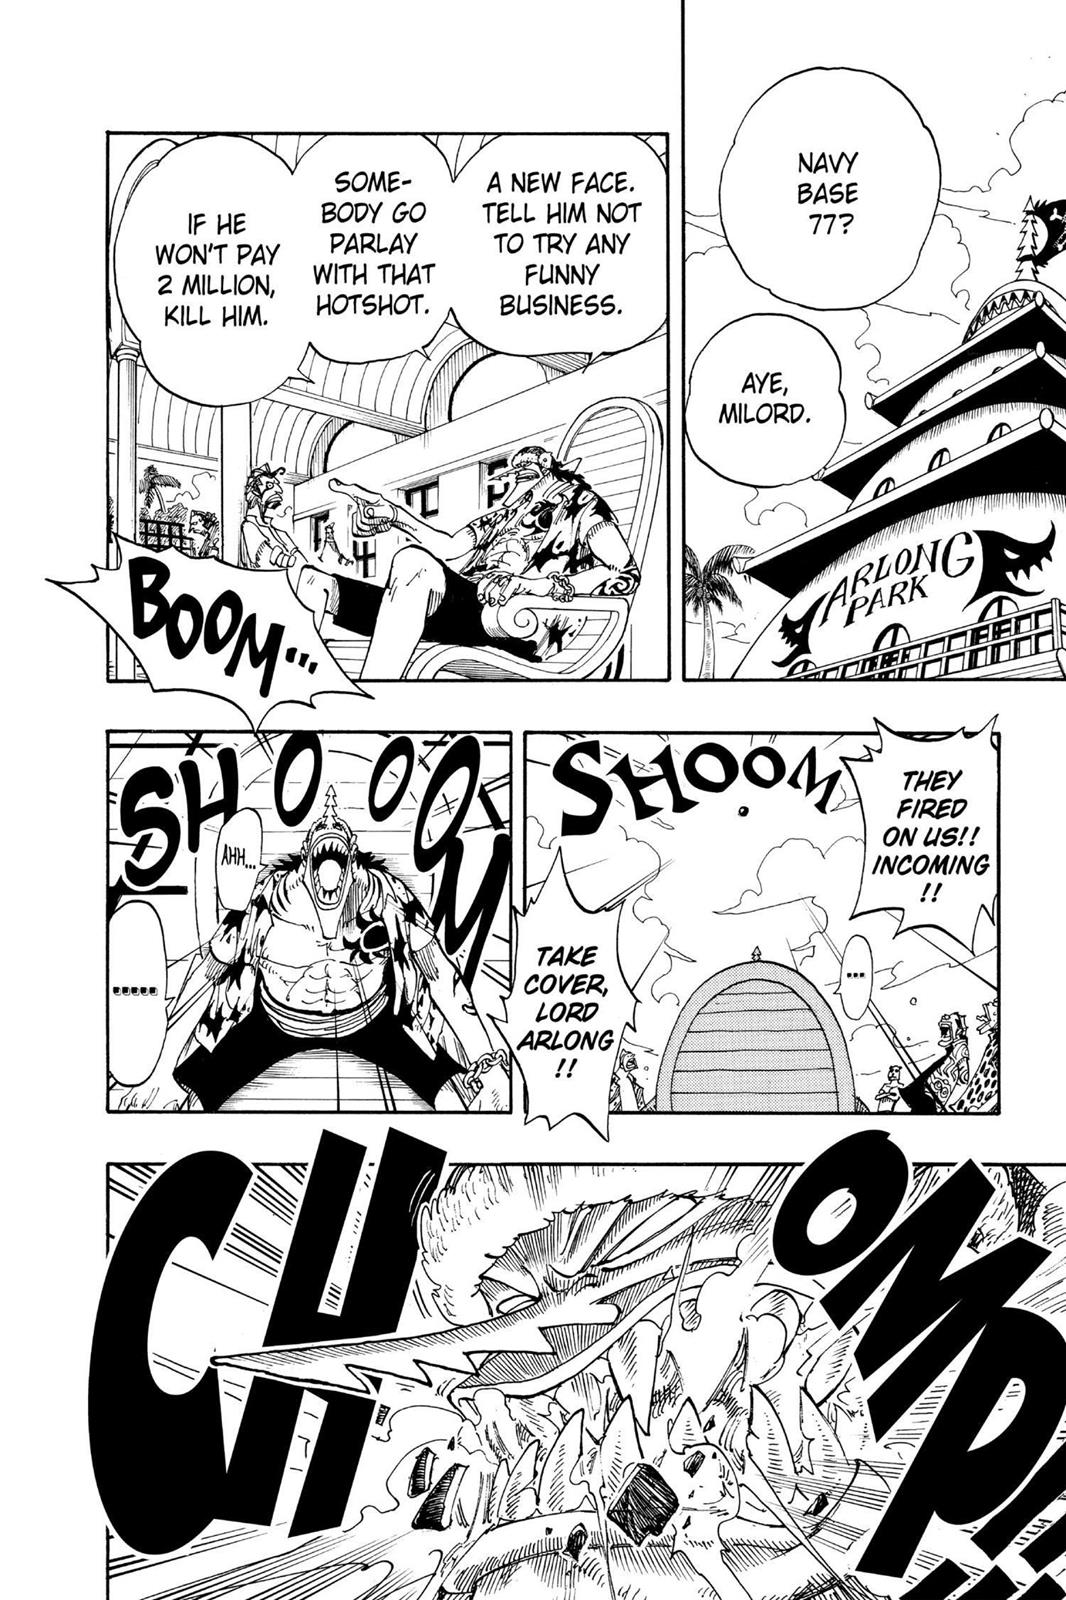 NAVY
BASE
77?
AYE,
MILORD.
ARLONG
PARK
A NEW FACE.
TELL HIM NOT
TO TRY ANY
FUNNY
BUSINESS.
SOME-
BODY GO
PARLAY
WITH THAT
HOTSHOT.
IF HE
WON'T PAY
2 MILLION,
KILL HIM.
BOOM...
THEY
FIRED
ON US!!
INCOMING
!!
SHOOM
...
TAKE
COVER,
LORD
ARLONG
!!
SHOOOOM
AHH...
.....
CHOMP!!!